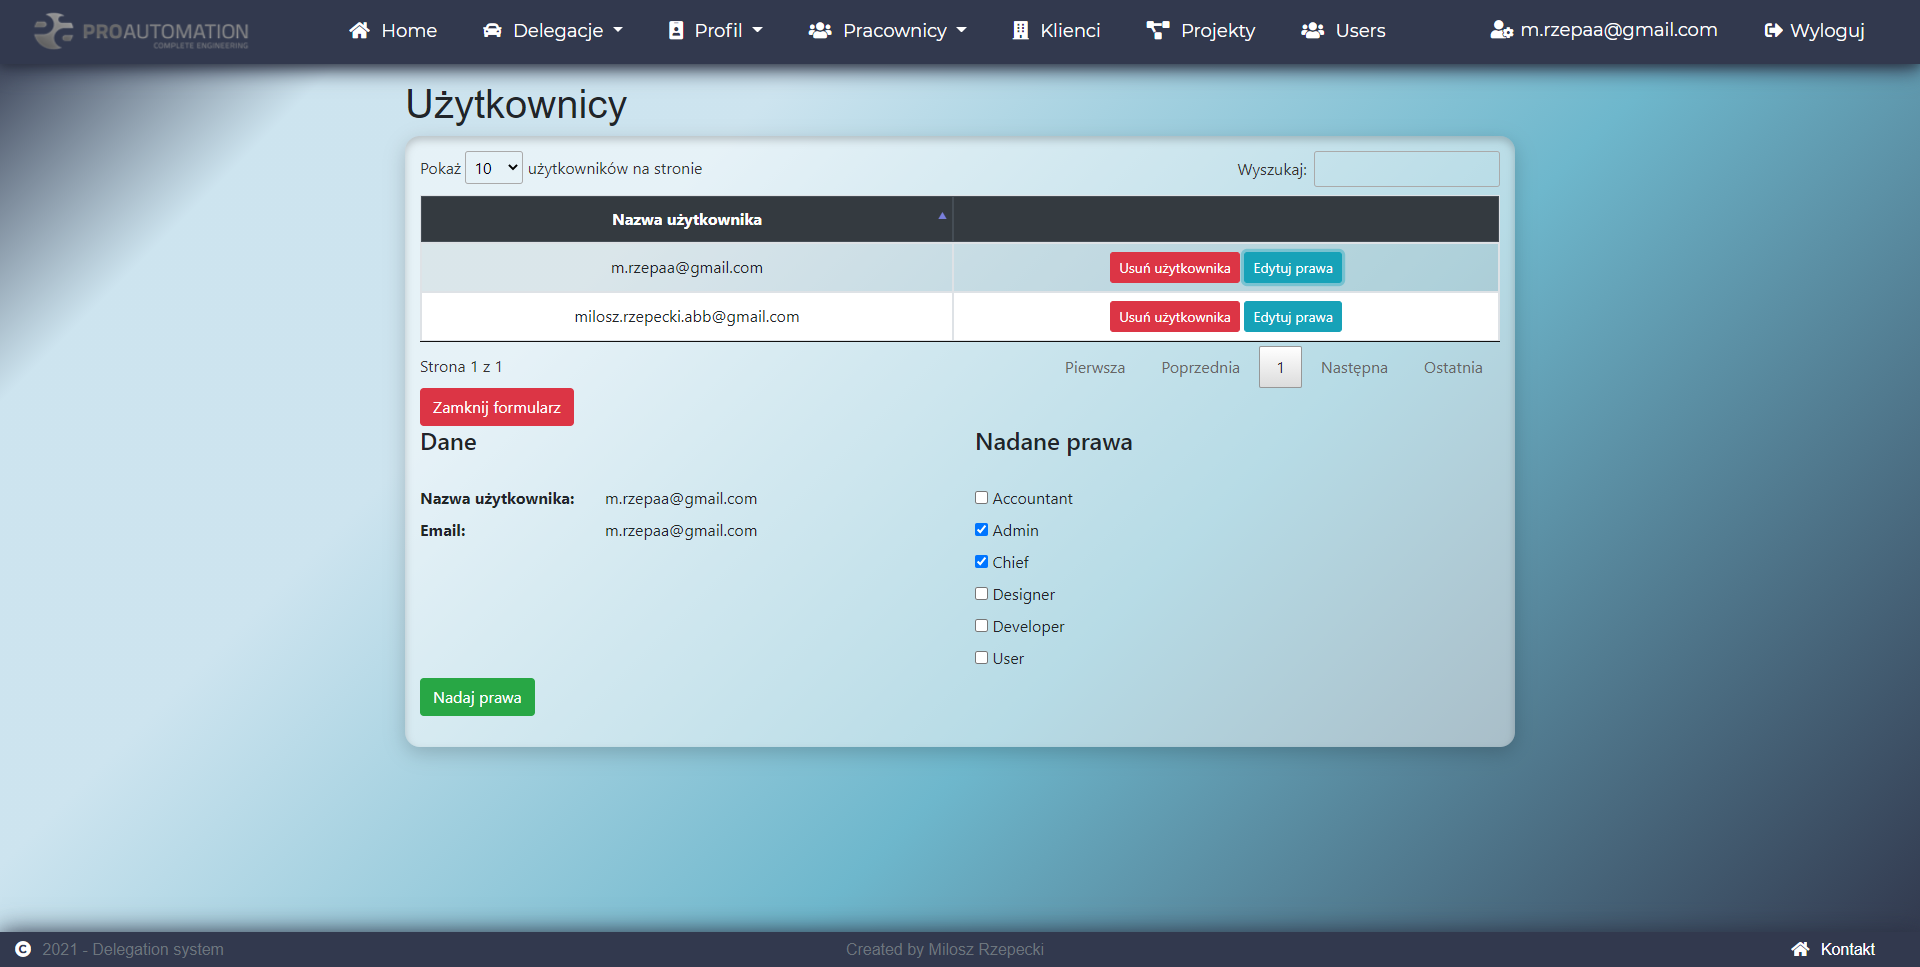 PROAUTOMATION
COMPLETE ENGINEERING
Home Delegacje Profil Pracownicy Klienci Projekty Users m.rzepaa@gmail.com Wyloguj
Użytkownicy
Pokaż 10 użytkowników na stronie Wyszukaj:
Nazwa użytkownika
m.rzepaa@gmail.com Usuń użytkownika Edytuj prawa
milosz.rzepecki.abb@gmail.com Usuń użytkownika Edytuj prawa
Strona 1 z 1 Pierwsza Poprzednia 1 Następna Ostatnia
Zamknij formularz
Dane Nadane prawa
Nazwa użytkownika: m.rzepaa@gmail.com Accountant
Email: m.rzepaa@gmail.com Admin
Chief
Designer
Developer
User
Nadaj prawa
© 2021 - Delegation system Created by Milosz Rzepecki Kontakt